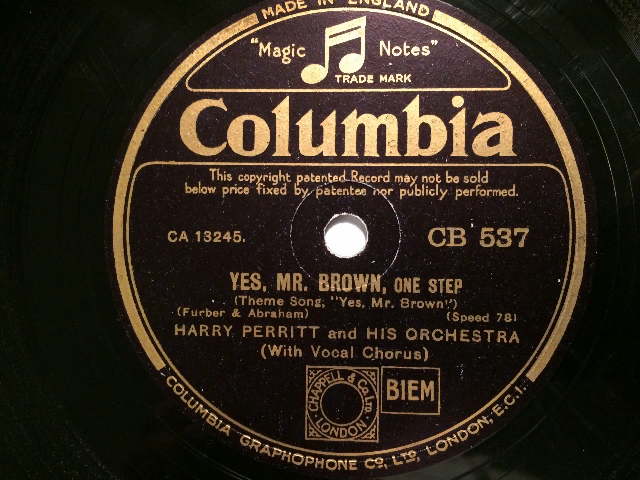 MADE IN ENGLAND
"Magic Notes"
TRADE MARK
Columbia
This copyright patented Record may not be sold
below price fixed by patentee nor publicly performed.
CA 13245.
CB 537
YES, MR. BROWN, ONE STEP
(Theme Song, "Yes, Mr. Brown")
(Furber & Abraham) (Speed 78)
HARRY PERRITT and HIS ORCHESTRA
(With Vocal Chorus)
CHAPPELL & Co Ltd.
LONDON
BIEM
COLUMBIA GRAPHOPHONE CO, LTD, LONDON, E.C.1.